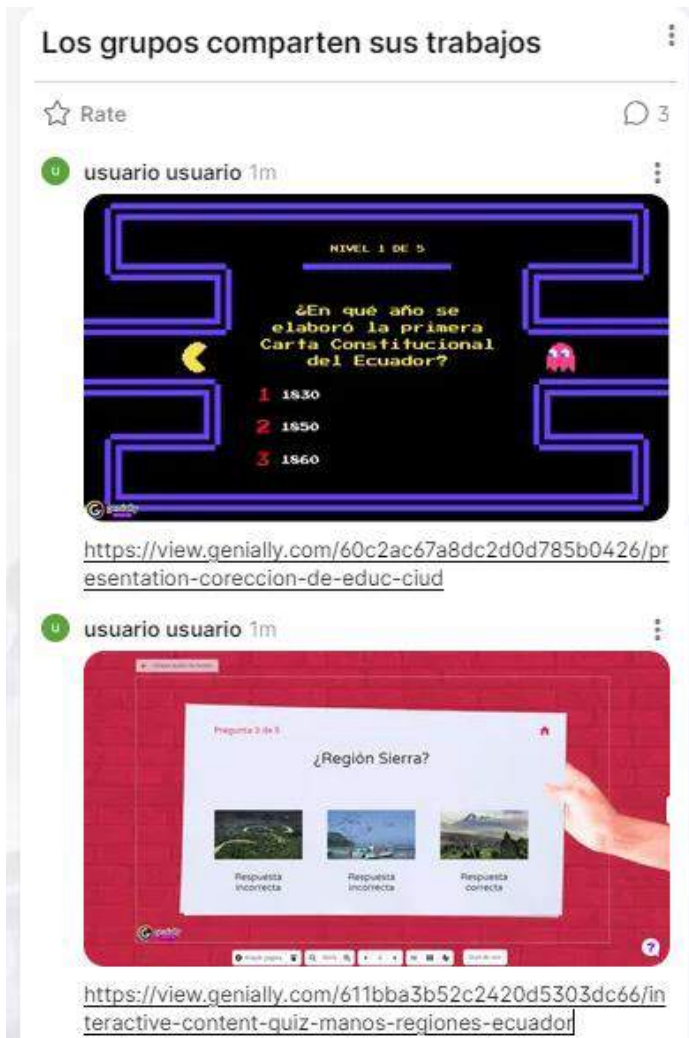 Los grupos comparten sus trabajos
Rate
3
U
usuario usuario 1m
NIVEL 1 DE 5
¿En qué año se
elaboró la primera
Carta Constitucional
del Ecuador?
1 1830
2 1850
3 1860
genially
https://view.genially.com/60c2ac67a8dc2d0d785b0426/pr
esentation-coreccion-de-educ-ciud
U
usuario usuario 1m
Pregunta 3 de 5
¿Región Sierra?
Respuesta
incorrecta
Respuesta
incorrecta
Respuesta
correcta
genially
?
https://view.genially.com/611bba3b52c2420d5303dc66/in
teractive-content-quiz-manos-regiones-ecuador